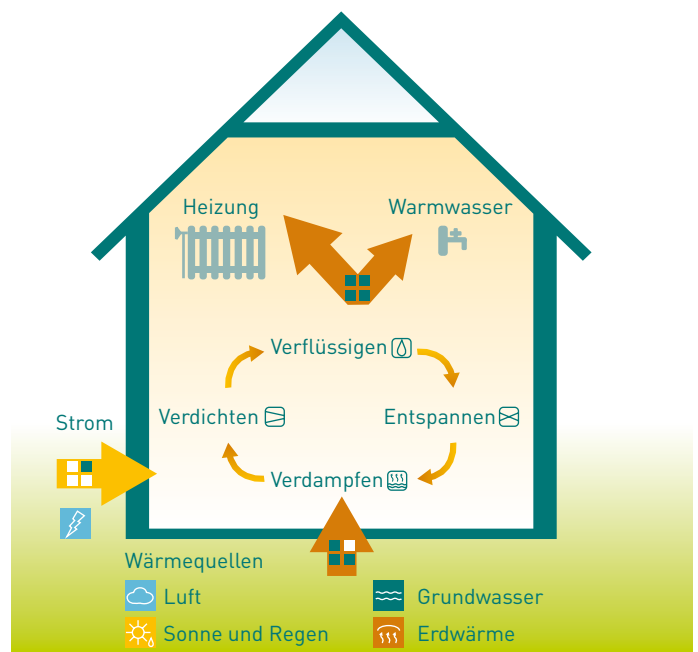 Heizung
Warmwasser
Verflüssigen
Strom
Verdichten
Entspannen
Verdampfen
Wärmequellen
Luft
Grundwasser
Sonne und Regen
Erdwärme